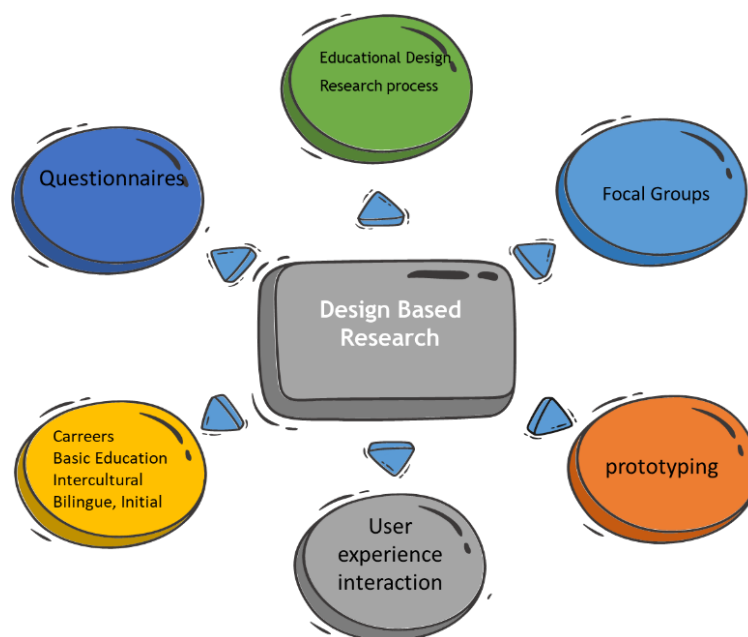 Educational Design
Research process
Questionnaires
Focal Groups
Design Based
Research
Carreers
Basic Education
Intercultural
Bilingue, Initial
prototyping
User
experience
interaction